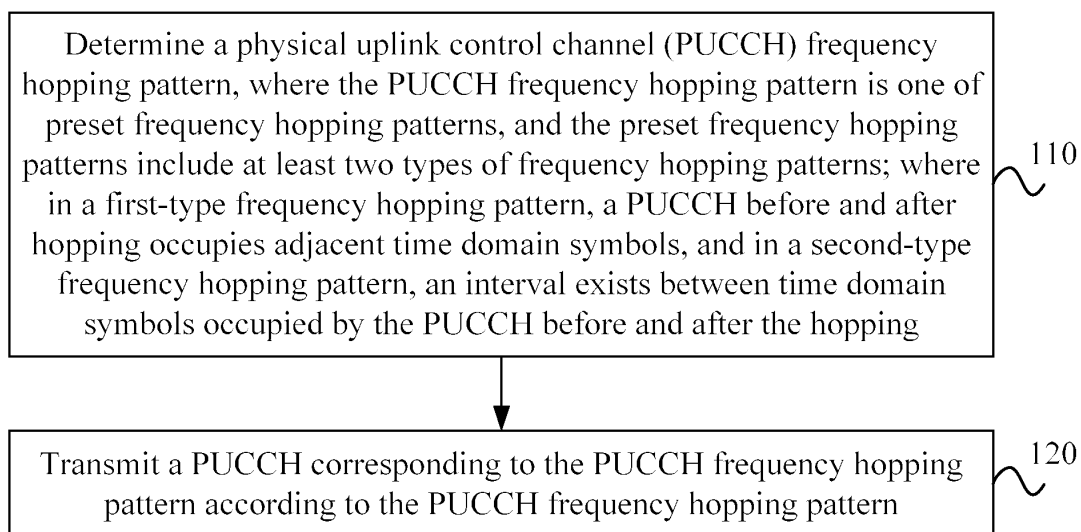 Determine a physical uplink control channel (PUCCH) frequency
hopping pattern, where the PUCCH frequency hopping pattern is one of
preset frequency hopping patterns, and the preset frequency hopping
patterns include at least two types of frequency hopping patterns; where
in a first-type frequency hopping pattern, a PUCCH before and after
hopping occupies adjacent time domain symbols, and in a second-type
frequency hopping pattern, an interval exists between time domain
symbols occupied by the PUCCH before and after the hopping
110
Transmit a PUCCH corresponding to the PUCCH frequency hopping
pattern according to the PUCCH frequency hopping pattern
120